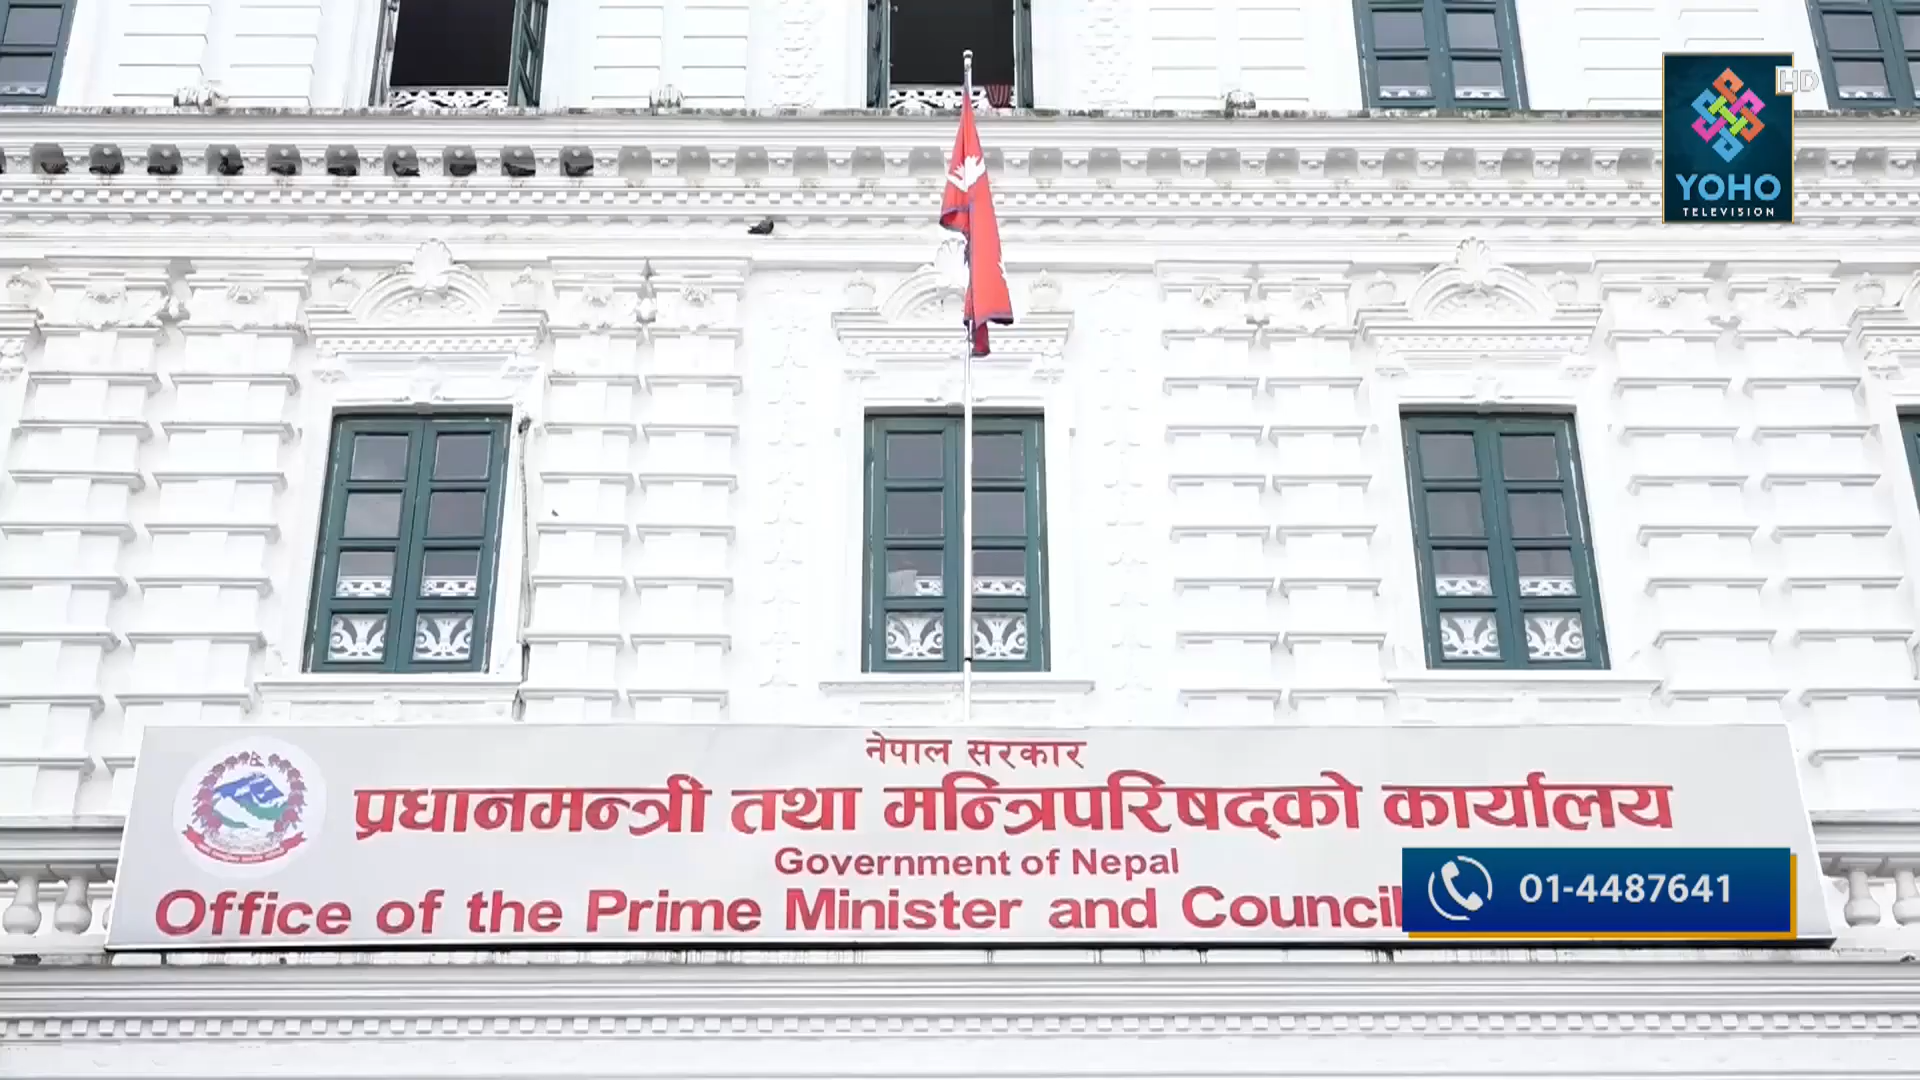 HD
YOHO
TELEVISION
नेपाल सरकार
प्रधानमन्त्री तथा मन्त्रिपरिषद्को कार्यालय
Government of Nepal
Office of the Prime Minister and Council
01-4487641